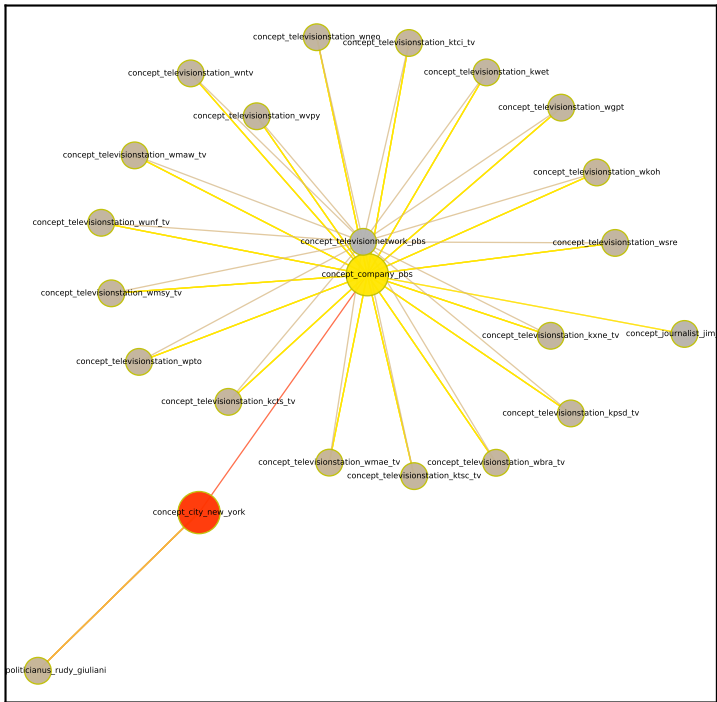 concept_televisionstation_wneo
concept_televisionstation_ktci_tv
concept_televisionstation_wntv
concept_televisionstation_kwet
concept_televisionstation_wgpt
concept_televisionstation_wvpy
concept_televisionstation_wmaw_tv
concept_televisionstation_wkoh
concept_televisionstation_wunf_tv
concept_televisionnetwork_pbs
concept_televisionstation_wsre
concept_company_pbs
concept_televisionstation_wmsy_tv
concept_televisionstation_kxne_tv
concept_journalist_jim
concept_televisionstation_wpto
concept_televisionstation_kcts_tv
concept_televisionstation_kpsd_tv
concept_televisionstation_wmae_tv
concept_televisionstation_wbra_tv
concept_televisionstation_ktsc_tv
concept_city_new_york
politicianus_rudy_giuliani